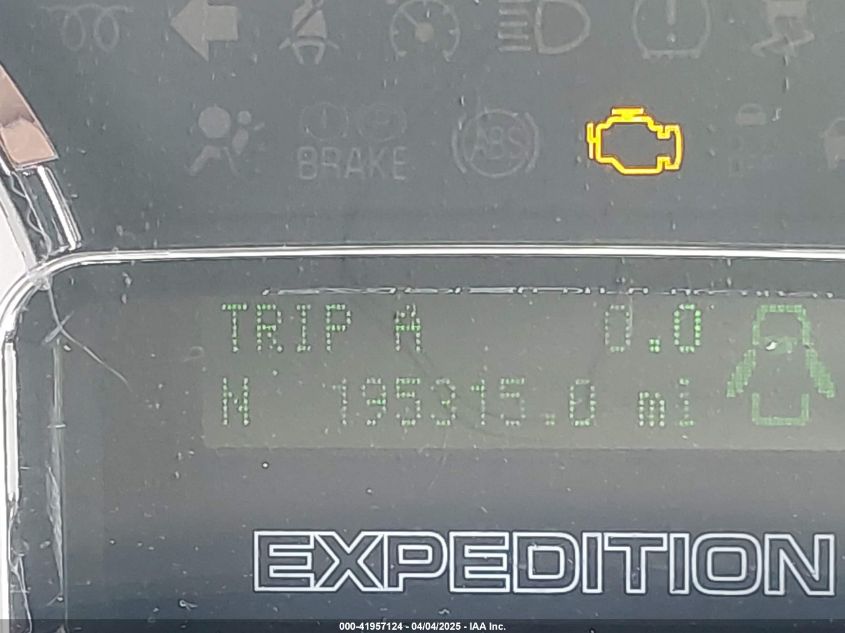 BRAKE ABS
TRIP A 0.0
N 195315.0 mi
EXPEDITION
000-41957124 - 04/04/2025 - IAA Inc.